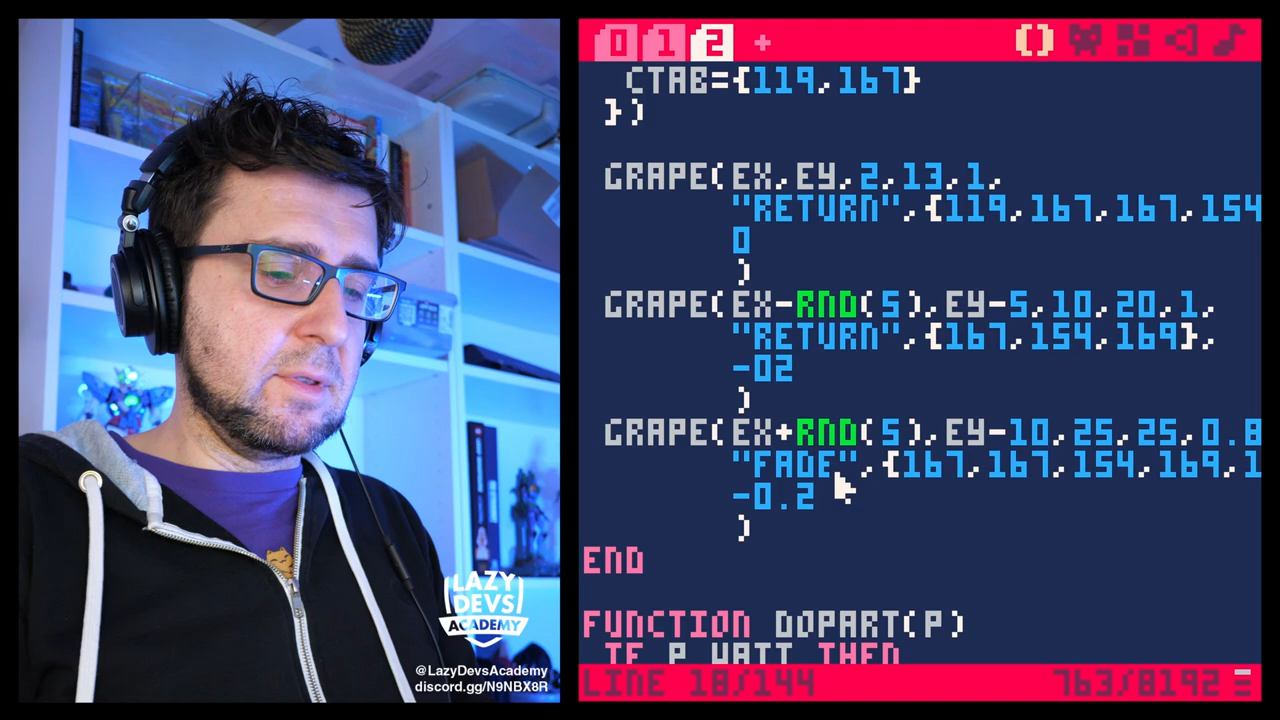 LAZY
DEVS
ACADEMY
@LazyDevsAcademy
discord.gg/N9NBX8R
0 1 2 +
CTAB={119,167}
})
GRAPE(EX,EY,2,13,1,
"RETURN",{119,167,167,154
0
)
GRAPE(EX-RND(5),EY-5,10,20,1,
"RETURN",{167,154,169},
-02
)
GRAPE(EX+RND(5),EY-10,25,25,0.8
"FADE",{167,167,154,169,1
-0.2
)
END
FUNCTION DOPART(P)
IF P.WAIT THEN
LINE 18/144
763/8192